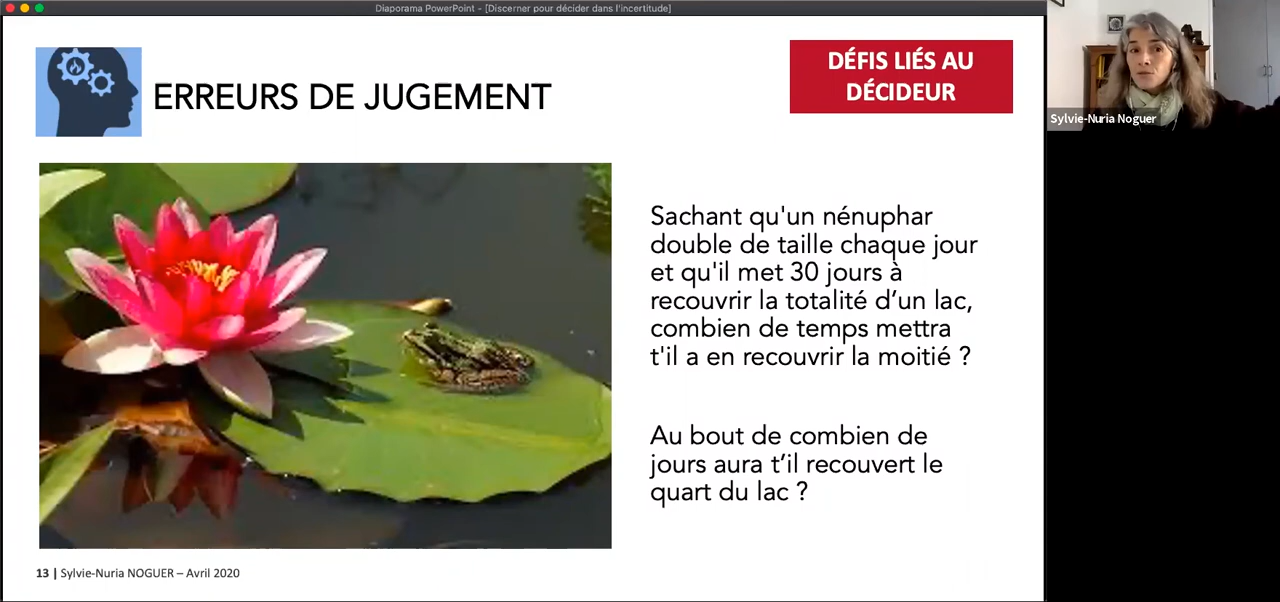 Diaporama PowerPoint - [Discerner pour décider dans l'incertitude]
ERREURS DE JUGEMENT
DÉFIS LIÉS AU
DÉCIDEUR
Sylvie-Nuria Noguer
Sachant qu'un nénuphar
double de taille chaque jour
et qu'il met 30 jours à
recouvrir la totalité d’un lac,
combien de temps mettra
t'il a en recouvrir la moitié ?
Au bout de combien de
jours aura t’il recouvert le
quart du lac ?
13 | Sylvie-Nuria NOGUER – Avril 2020